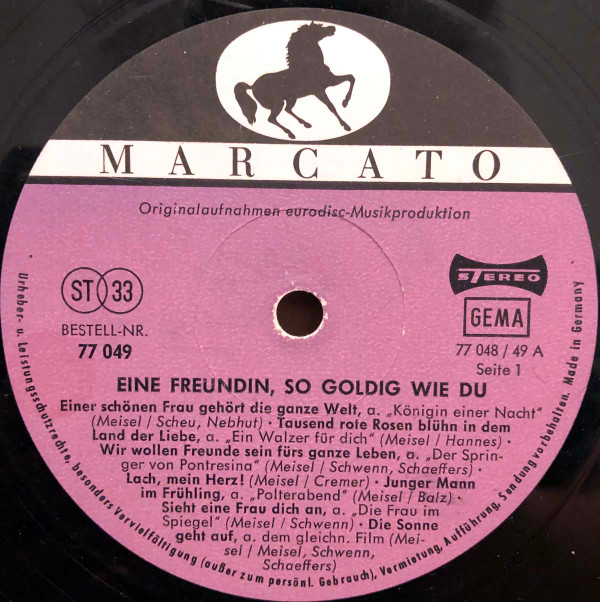 MARCATO
Originalaufnahmen eurodisc-Musikproduktion
ST 33
BESTELL-NR.
77 049
STEREO
GEMA
77 048 / 49 A
Seite 1
EINE FREUNDIN, SO GOLDIG WIE DU
Einer schönen Frau gehört die ganze Welt, a. „Königin einer Nacht"
(Meisel / Scheu, Nebhut) · Tausend rote Rosen blühn in dem
Land der Liebe, a. „Ein Walzer für dich" (Meisel / Hannes) ·
Wir wollen Freunde sein fürs ganze Leben, a. „Der Sprin-
ger von Pontresina" (Meisel / Schwenn, Schaeffers) ·
Lach, mein Herz! (Meisel / Cremer) · Junger Mann
im Frühling, a. „Polterabend" (Meisel / Balz) ·
Sieht eine Frau dich an, a. „Die Frau im
Spiegel" (Meisel / Schwenn) · Die Sonne
geht auf, a. dem gleichn. Film (Mei-
sel / Meisel, Schwenn,
Schaeffers)
Urheber- u. Leistungsschutzrechte, besonders Vervielfältigung (außer zum persönl. Gebrauch), Vermietung, Aufführung, Sendung vorbehalten. Made in Germany